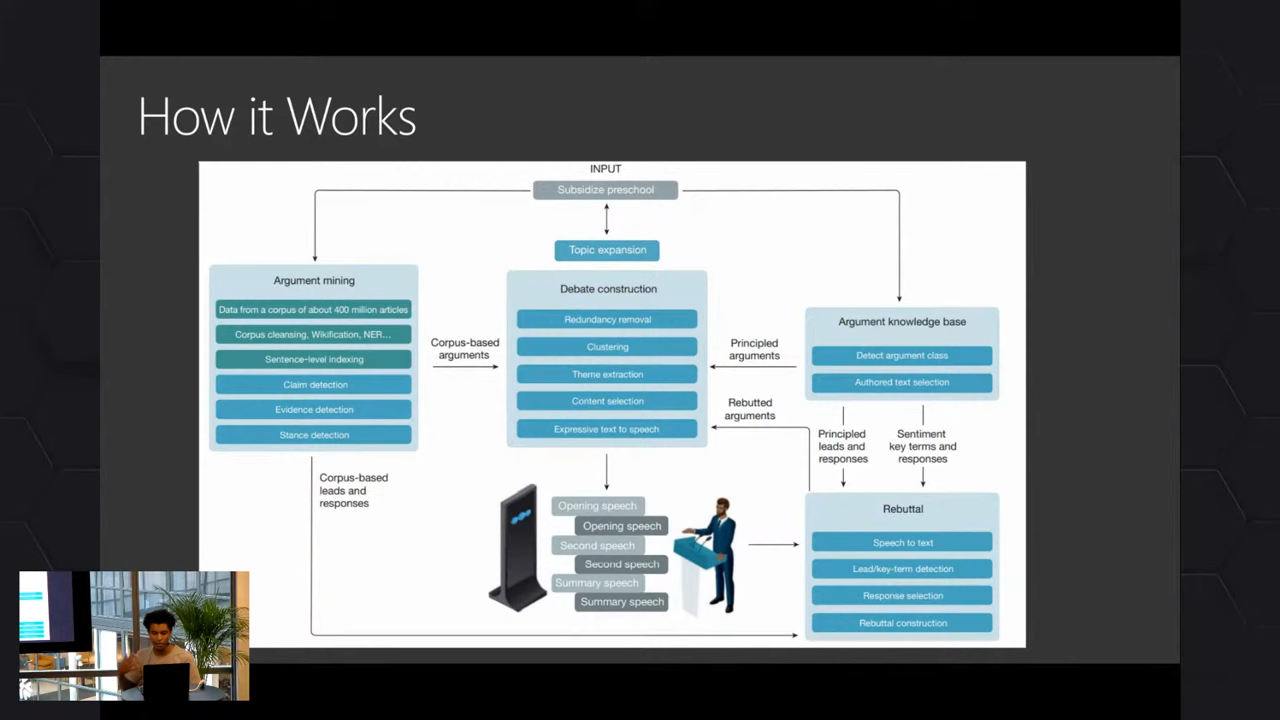 How it Works
INPUT
Subsidize preschool
Topic expansion
Argument mining
Data from a corpus of about 400 million articles
Corpus cleansing, Wikification, NER...
Sentence-level indexing
Claim detection
Evidence detection
Stance detection
Corpus-based
arguments
Debate construction
Redundancy removal
Clustering
Theme extraction
Content selection
Expressive text to speech
Principled
arguments
Rebutted
arguments
Argument knowledge base
Detect argument class
Authored text selection
Principled
leads and
responses
Sentiment
key terms and
responses
Corpus-based
leads and
responses
Opening speech
Opening speech
Second speech
Second speech
Summary speech
Summary speech
Rebuttal
Speech to text
Lead/key-term detection
Response selection
Rebuttal construction